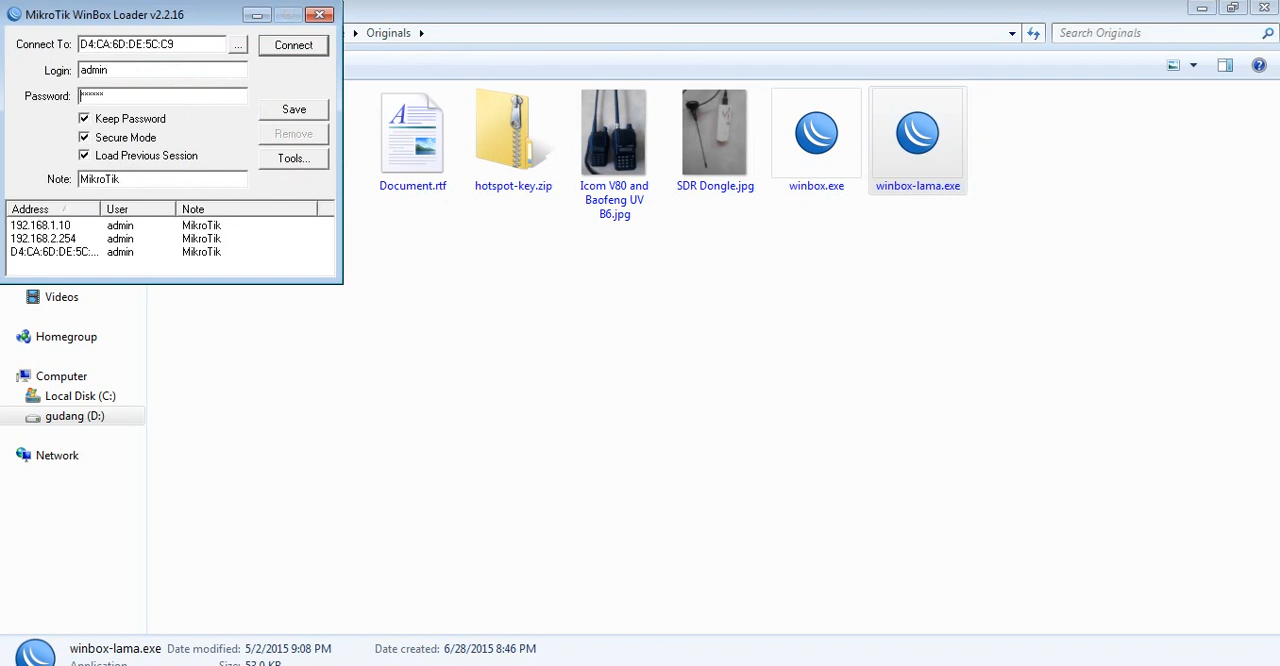 MikroTik WinBox Loader v2.2.16
Connect To: D4:CA:6D:DE:5C:C9 ... Connect
Login: admin
Password: ******
Keep Password
Secure Mode
Load Previous Session
Note: MikroTik
Save
Remove
Tools...
Address User Note
192.168.1.10 admin MikroTik
192.168.2.254 admin MikroTik
D4:CA:6D:DE:5C:... admin MikroTik
Originals
Search Originals
Document.rtf
hotspot-key.zip
Icom V80 and
Baofeng UV
B6.jpg
SDR Dongle.jpg
winbox.exe
winbox-lama.exe
Videos
Homegroup
Computer
Local Disk (C:)
gudang (D:)
Network
winbox-lama.exe Date modified: 5/2/2015 9:08 PM Date created: 6/28/2015 8:46 PM
Application Size: 53.0 KB